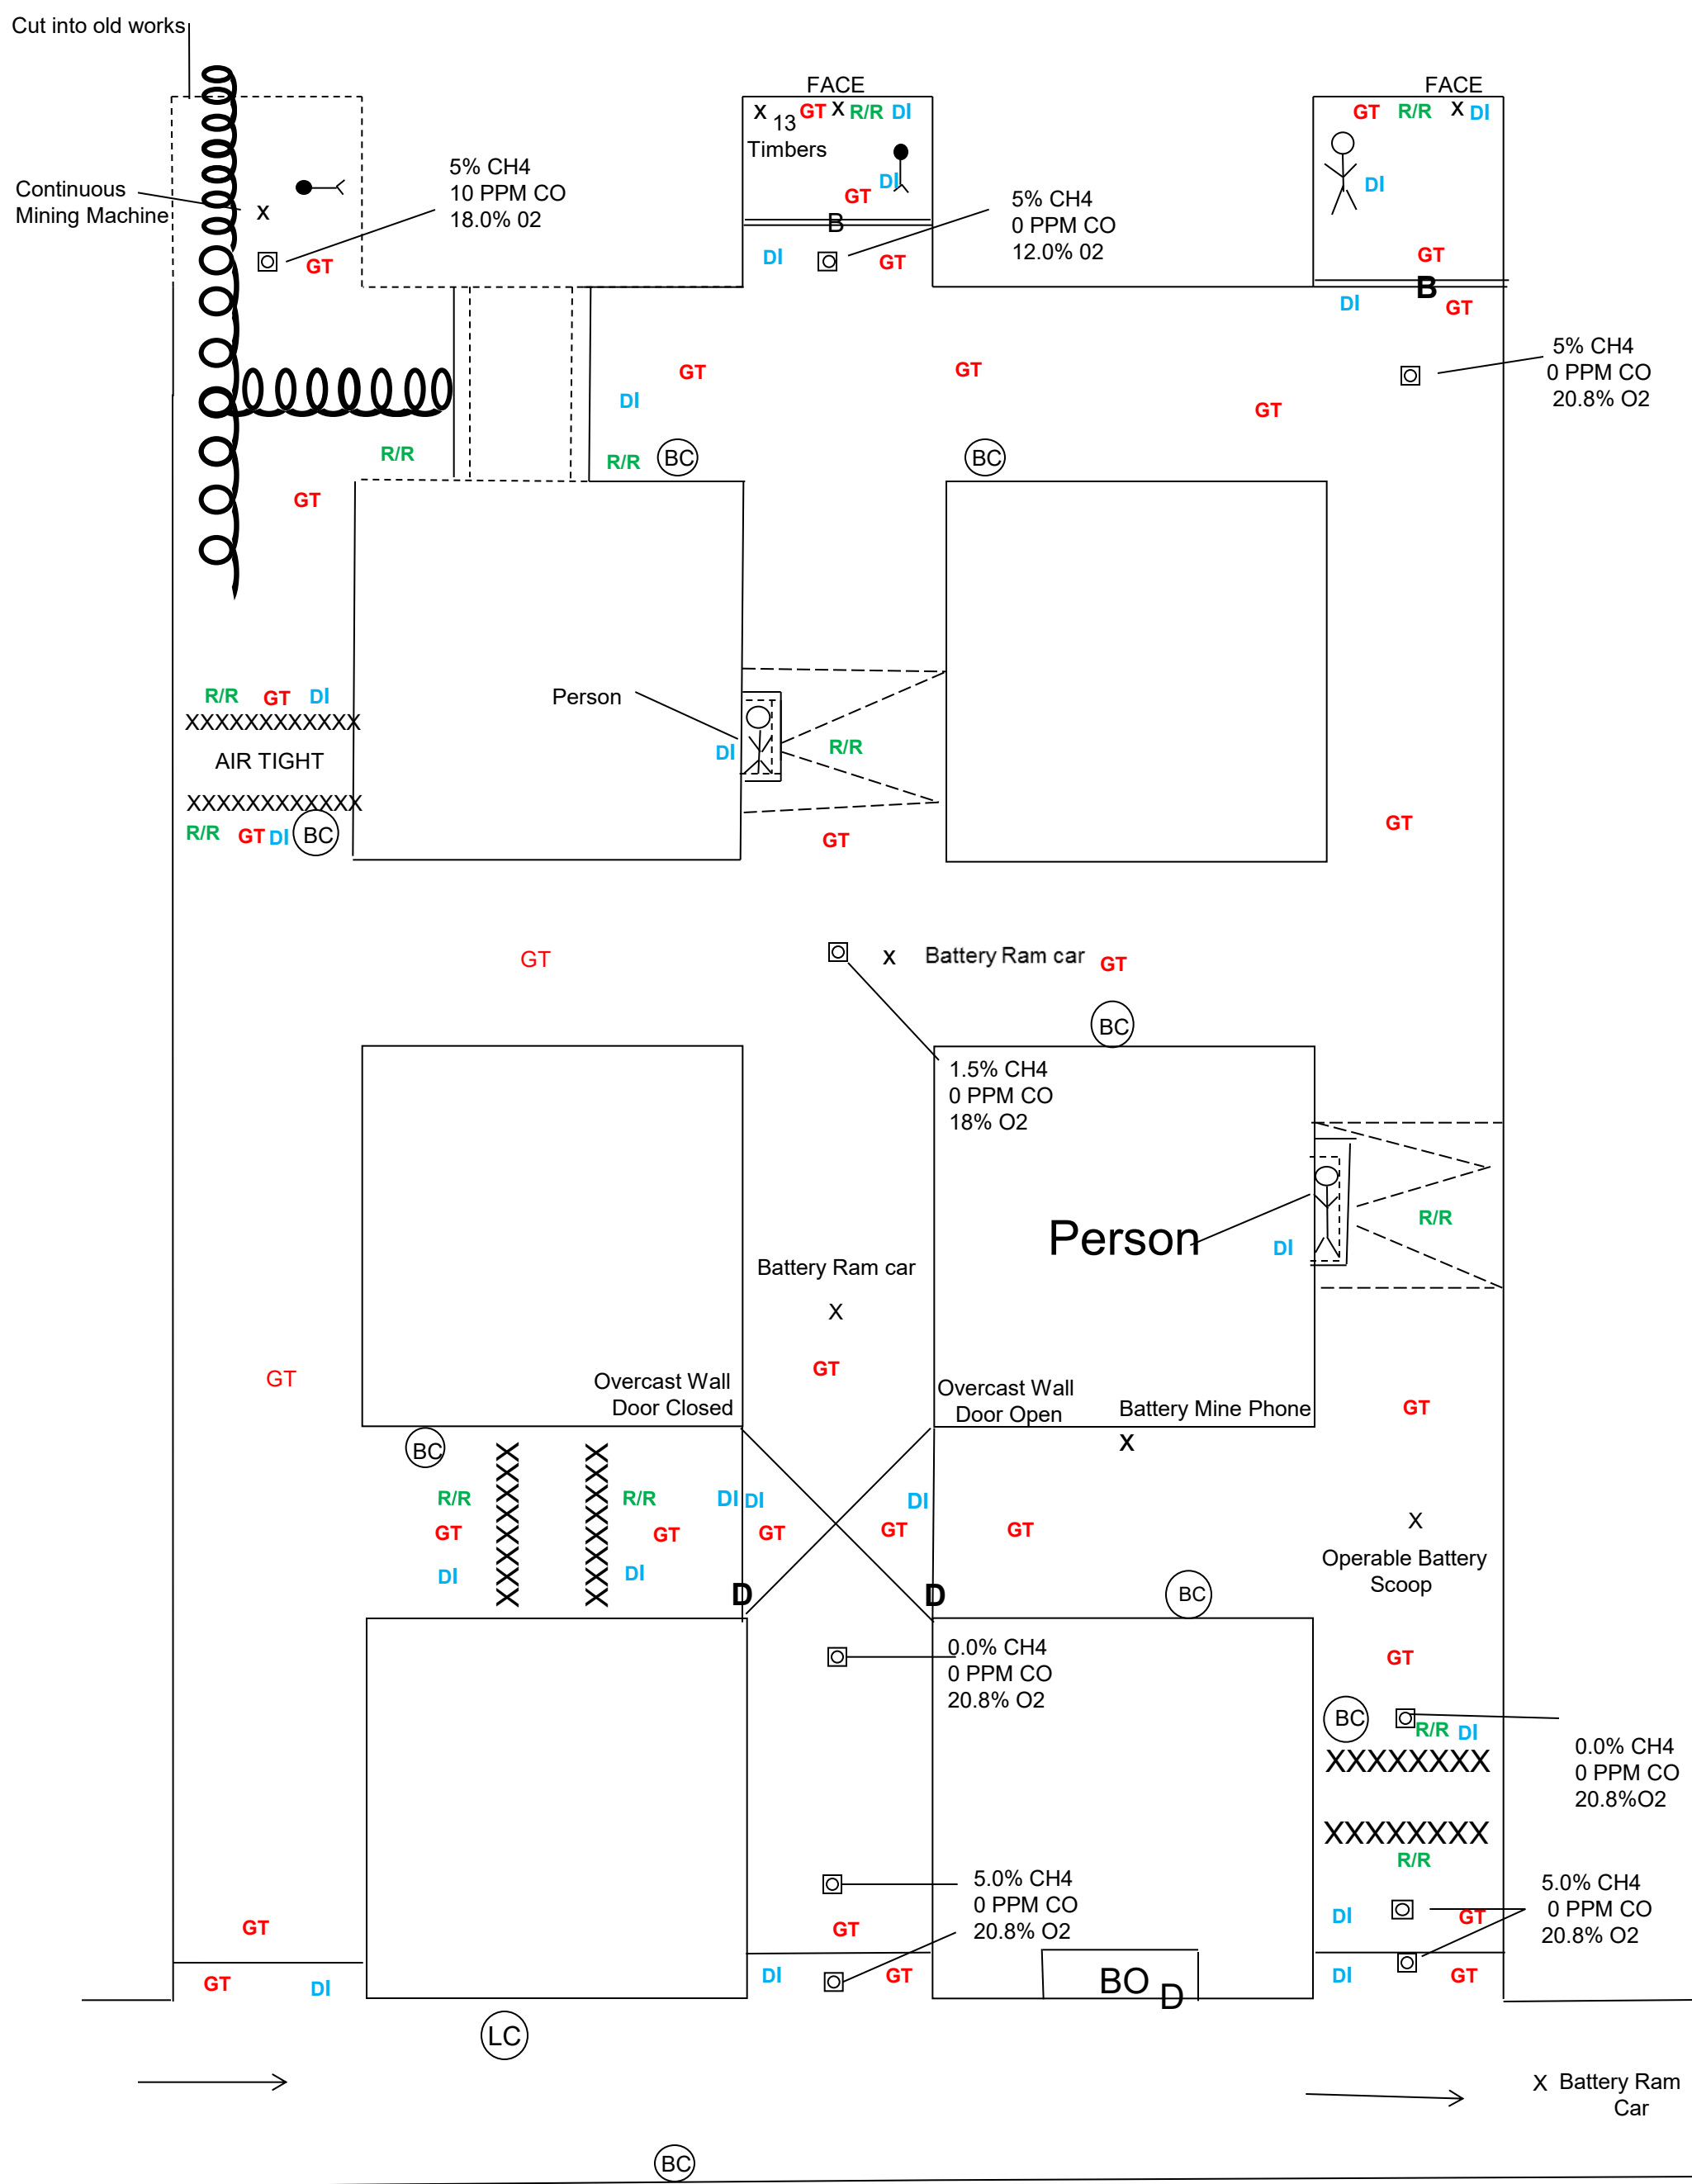 Cut into old works
FACE
FACE
X 13 GT X R/R DI
Timbers
GT R/R X DI
5% CH4
10 PPM CO
18.0% 02
Continuous
Mining Machine
X
DI
GT
DI
5% CH4
0 PPM CO
12.0% 02
B
GT
DI
GT
GT
B
DI
GT
5% CH4
0 PPM CO
20.8% O2
GT
GT
DI
GT
R/R
R/R
BC
BC
GT
Person
R/R GT DI
XXXXXXXXXXXX
AIR TIGHT
XXXXXXXXXXXX
R/R GT DI BC
DI
R/R
GT
GT
GT
X Battery Ram car GT
BC
1.5% CH4
0 PPM CO
18% O2
Person
DI
R/R
Battery Ram car
X
GT
GT
Overcast Wall
Door Closed
Overcast Wall
Door Open
Battery Mine Phone
X
GT
BC
XXXXXXXX
XXXXXXXX
R/R
GT
DI
R/R
GT
DI
DI DI
GT
DI
GT
GT
X
Operable Battery
Scoop
D
D
BC
GT
0.0% CH4
0 PPM CO
20.8% O2
BC
R/R DI
XXXXXXXX
0.0% CH4
0 PPM CO
20.8%O2
XXXXXXXX
R/R
5.0% CH4
0 PPM CO
20.8% O2
5.0% CH4
0 PPM CO
20.8% O2
DI
GT
GT
GT
GT DI
DI GT
BO D
DI GT
LC
X Battery Ram
Car
BC